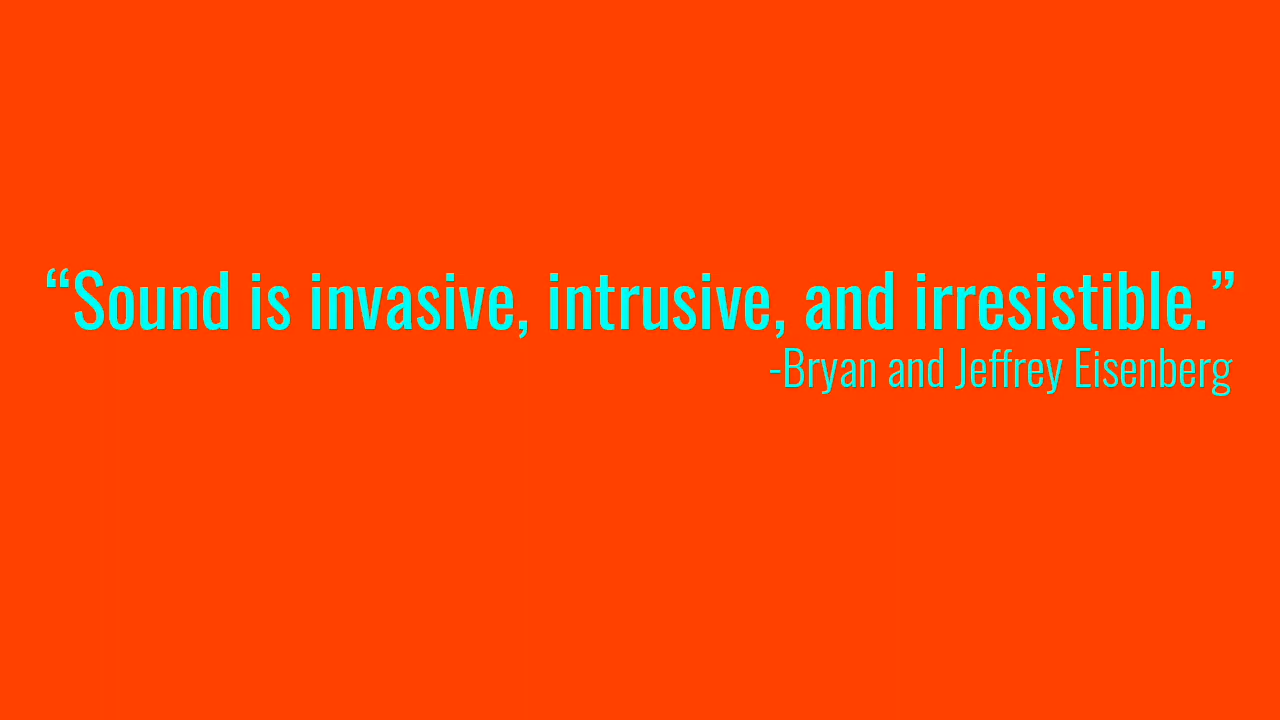 “Sound is invasive, intrusive, and irresistible.”
-Bryan and Jeffrey Eisenberg